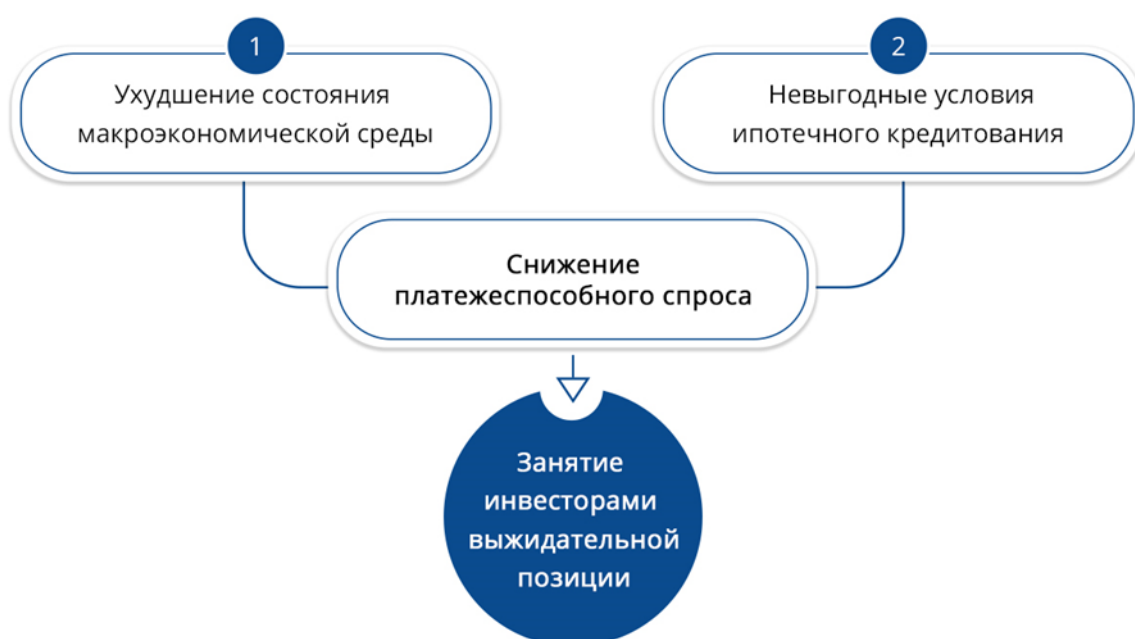 1
Ухудшение состояния
макроэкономической среды
2
Невыгодные условия
ипотечного кредитования
Снижение
платежеспособного спроса
Занятие
инвесторами
выжидательной
позиции